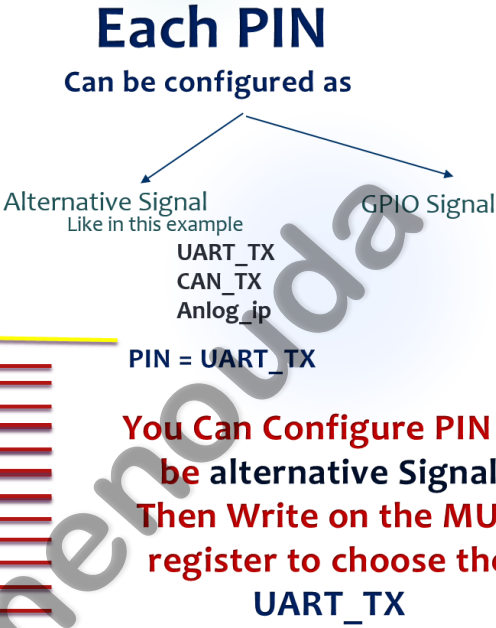 Each PIN
Can be configured as
Alternative Signal
GPIO Signal
Like in this example
UART_TX
CAN_TX
Anlog_ip
PIN = UART_TX
You Can Configure PIN
be alternative Signal
Then Write on the MU
register to choose the
UART_TX
menouda